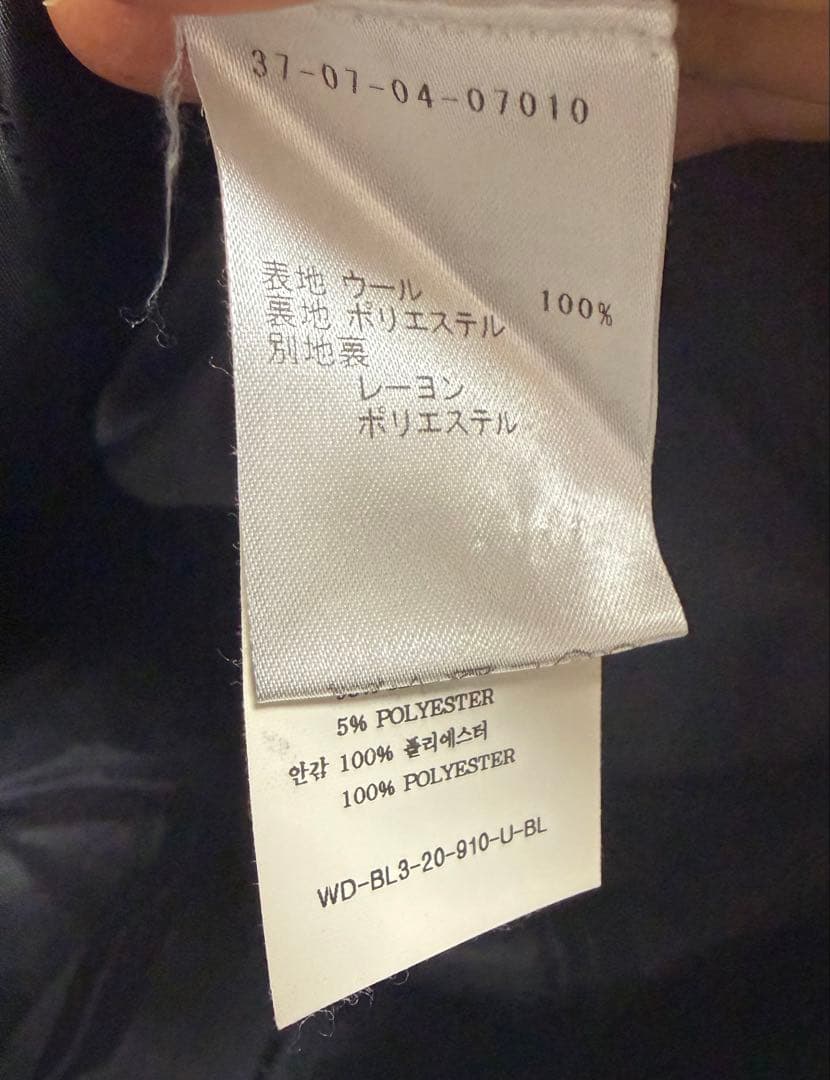 37-07-04-07010
表地 ウール 100%
裏地 ポリエステル
別地裏
レーヨン
ポリエステル
5% POLYESTER
안감 100% 폴리에스터
100% POLYESTER
WD-BL3-20-910-U-BL